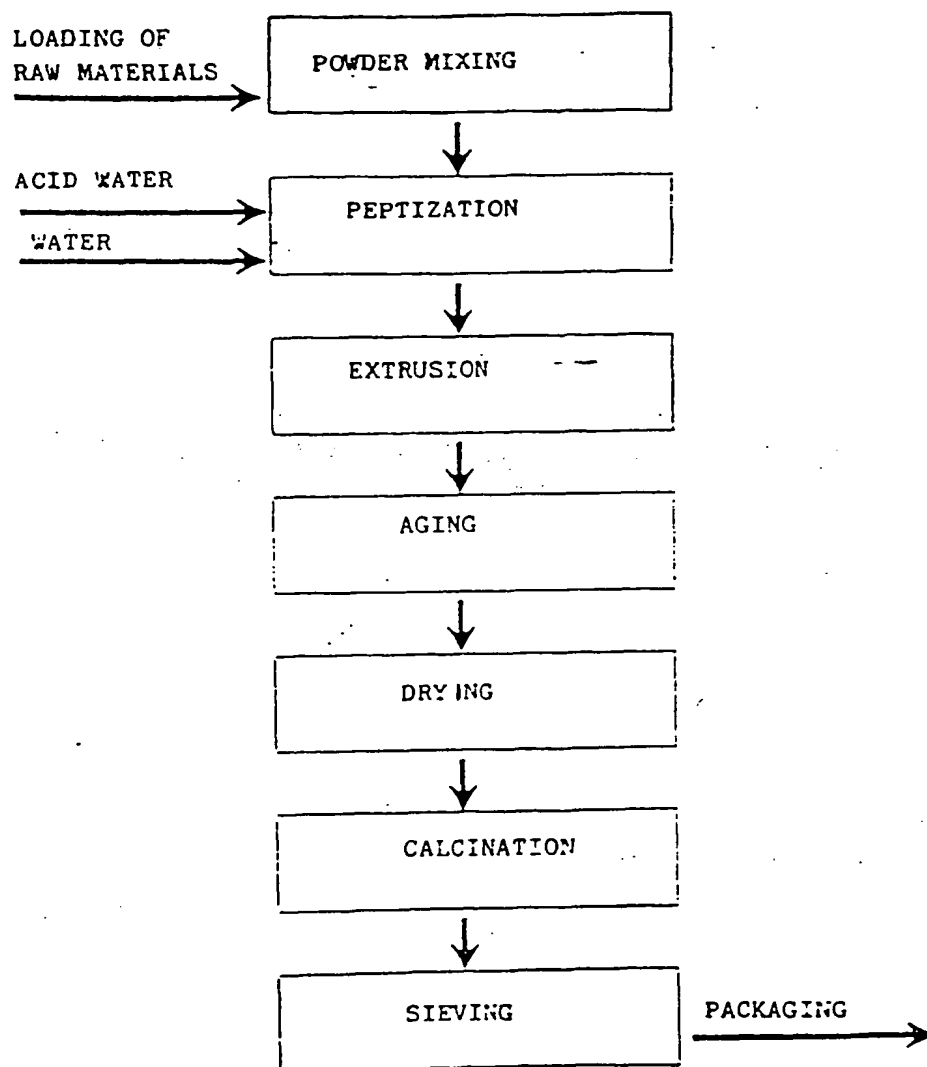 LOADING OF
RAW MATERIALS
POWDER MIXING
ACID WATER
WATER
PEPTIZATION
EXTRUSION
AGING
DRYING
CALCINATION
SIEVING
PACKAGING